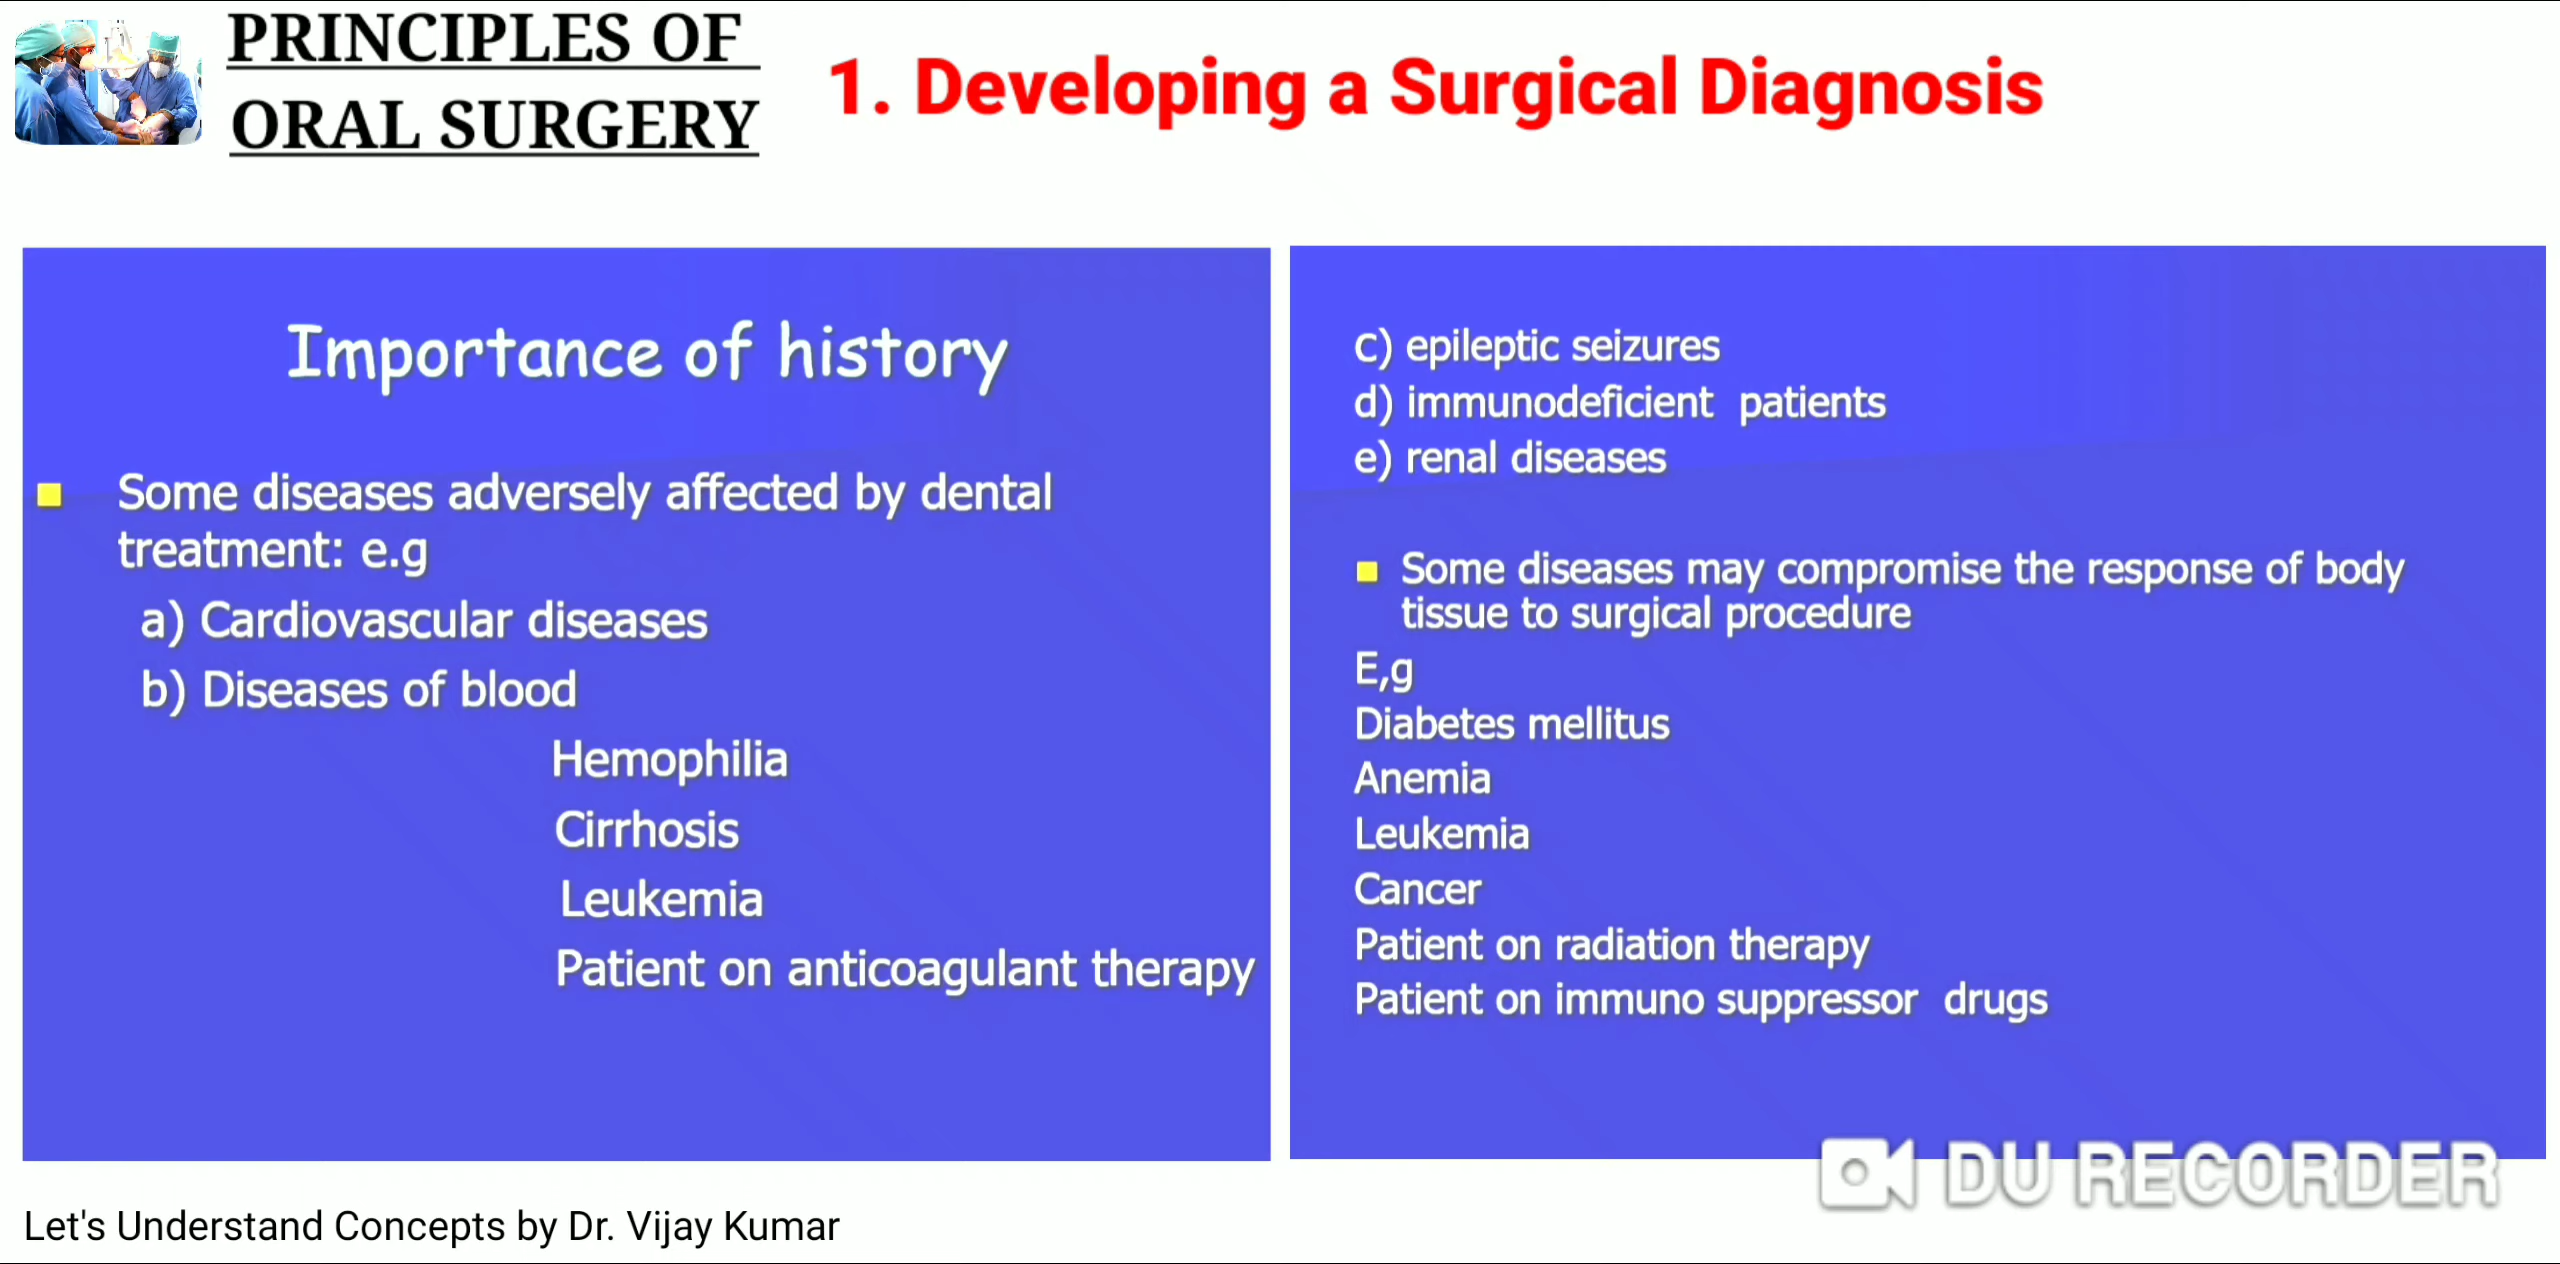 PRINCIPLES OF
ORAL SURGERY
1. Developing a Surgical Diagnosis
Importance of history
Some diseases adversely affected by dental
treatment: e.g
a) Cardiovascular diseases
b) Diseases of blood
Hemophilia
Cirrhosis
Leukemia
Patient on anticoagulant therapy
c) epileptic seizures
d) immunodeficient patients
e) renal diseases
Some diseases may compromise the response of body
tissue to surgical procedure
E,g
Diabetes mellitus
Anemia
Leukemia
Cancer
Patient on radiation therapy
Patient on immuno suppressor drugs
DU RECORDER
Let's Understand Concepts by Dr. Vijay Kumar